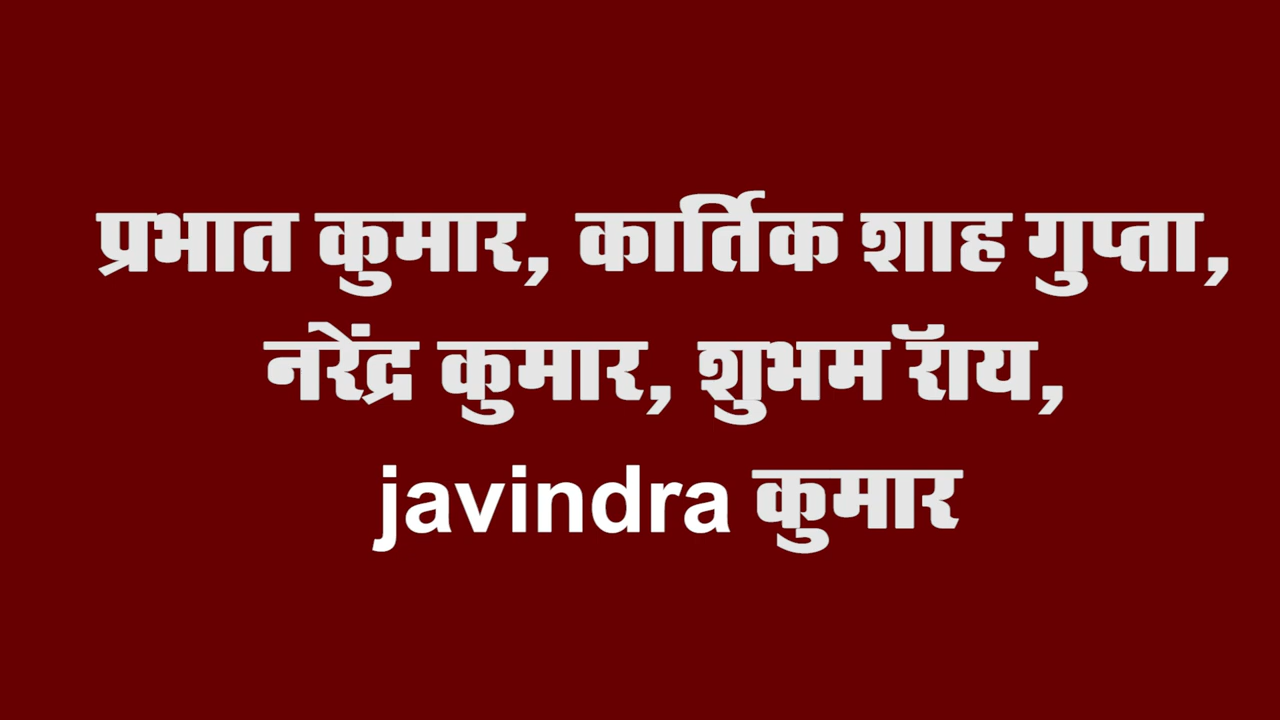 प्रभात कुमार, कार्तिक शाह गुप्ता,
नरेंद्र कुमार, शुभम रॅाय,
javindra कुमार